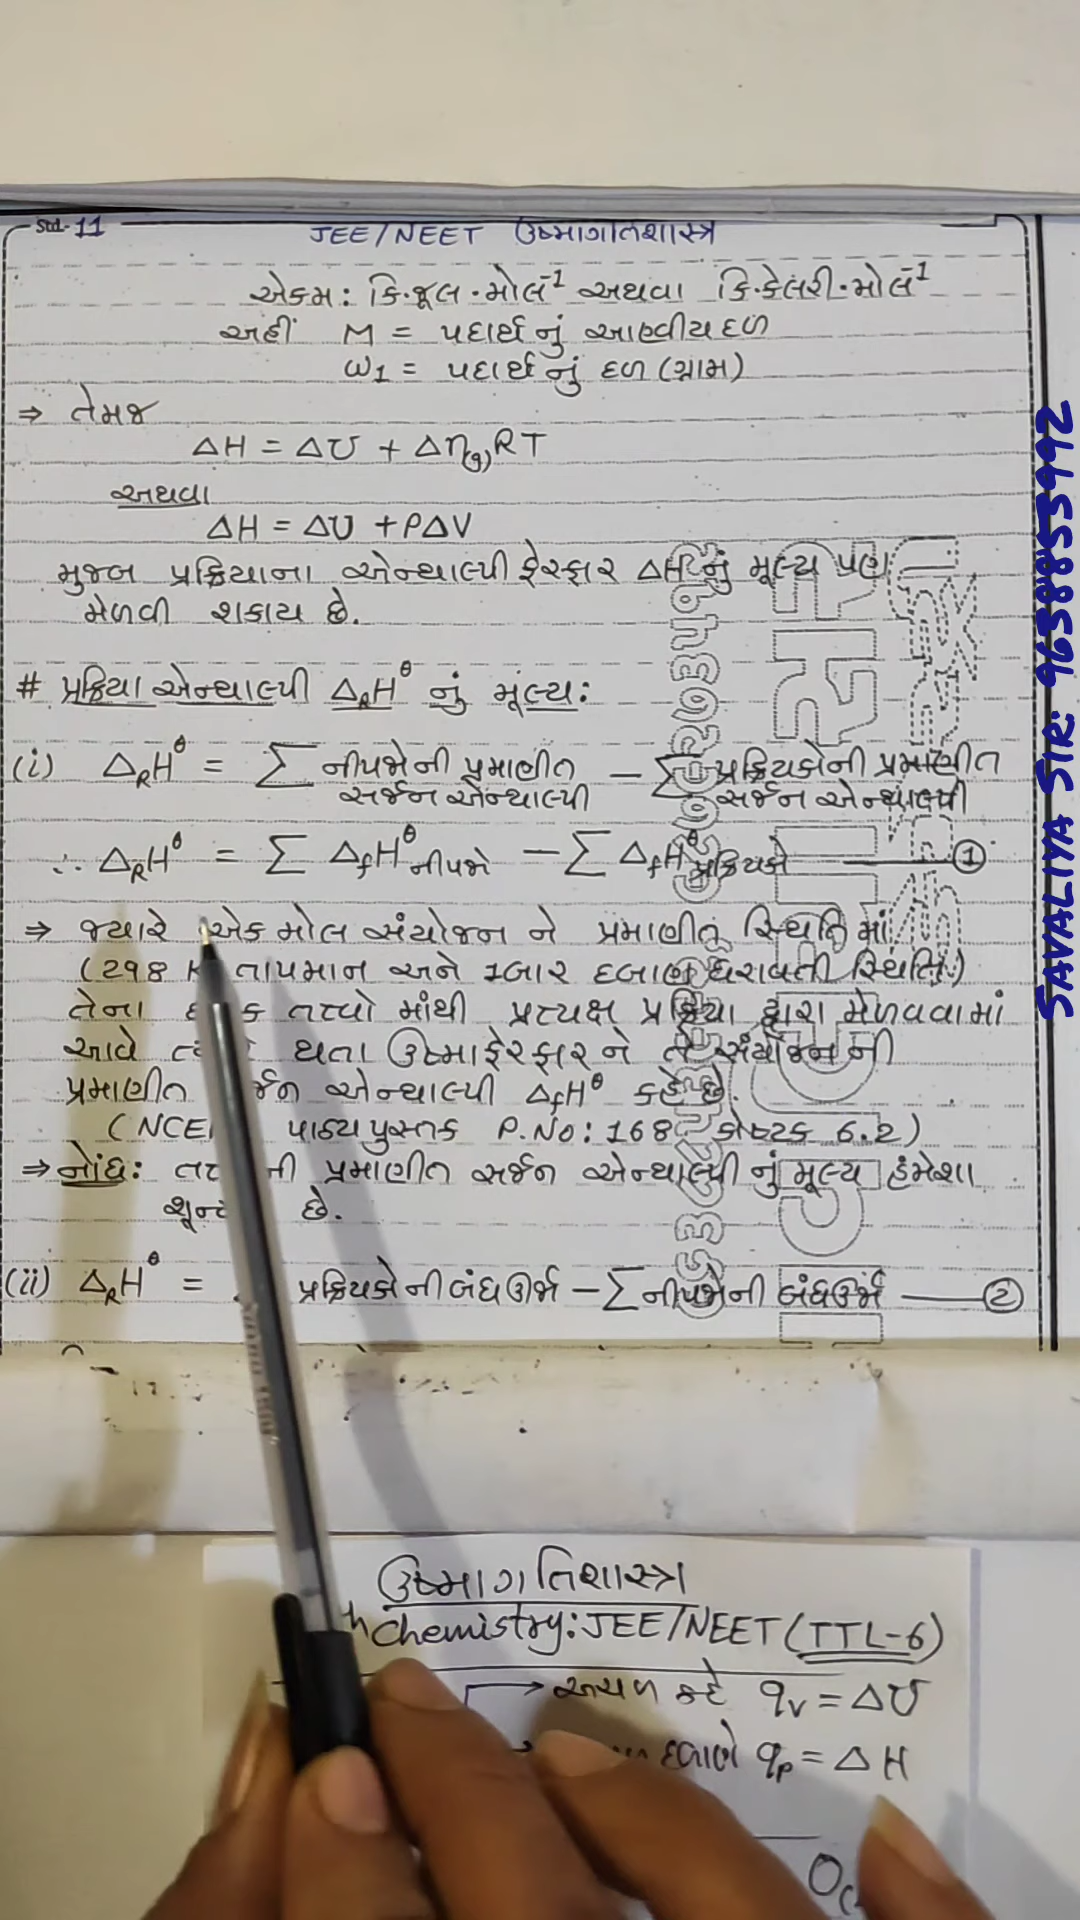 Std-11
JEE/NEET ઉષ્માગતિશાસ્ત્ર
એકમ: કિ.જૂલ.મોલ⁻¹ અથવા કિ.કેલરી.મોલ⁻¹
અહીં M = પદાર્થનું આણ્વીય દળ
W1 = પદાર્થનું દળ (ગ્રામ)
⇒ તેમજ
ΔH = ΔU + Δn(g)RT
અથવા
ΔH = ΔU + PΔV
મુજબ પ્રક્રિયાના એન્થાલ્પી ફેરફાર ΔH નું મૂલ્ય પણ
મેળવી શકાય છે.
# પ્રક્રિયા એન્થાલ્પી ΔRH^θ નું મૂલ્ય:
(i) ΔRH^θ = Σ નીપજોની પ્રમાણીત સર્જન એન્થાલ્પી – Σ પ્રક્રિયકોની પ્રમાણીત સર્જન એન્થાલ્પી
∴ ΔRH^θ = Σ ΔfH^θ નીપજો – Σ ΔfH^θ પ્રક્રિયકો —— ①
⇒ જ્યારે એક મોલ સંયોજન ને પ્રમાણીત સ્થિતિ માં
(298 K તાપમાન અને 1બાર દબાણ ધરાવતી સ્થિતિ)
તેના તત્વો માંથી પ્રત્યક્ષ પ્રક્રિયા દ્વારા મેળવવામાં
આવે થતા ઉષ્માફેરફારને તે સંયોજનની
પ્રમાણીત એન્થાલ્પી ΔfH^θ કહે છે.
(NCE પાઠ્યપુસ્તક P.No: 168 કોષ્ટક 6.2)
⇒ નોંધ: પ્રમાણીત સર્જન એન્થાલ્પી નું મૂલ્ય હંમેશા
છે.
(ii) ΔRH^θ = પ્રક્રિયકોની બંધઊર્જા – Σ નીપજોની બંધઊર્જા —— ②
SAVALIYA SIR: 9638855992
ઉષ્માગતિશાસ્ત્ર
Chemistry: JEE/NEET (TTL-6)
→ અચળ કદે qv = ΔU
દબાણે qp = ΔH